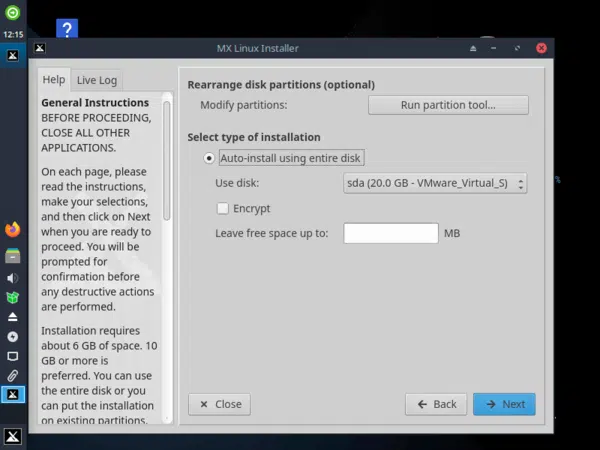 12:15
?
MX Linux Installer
Help
Live Log
General Instructions
BEFORE PROCEEDING,
CLOSE ALL OTHER
APPLICATIONS.
On each page, please
read the instructions,
make your selections,
and then click on Next
when you are ready to
proceed. You will be
prompted for
confirmation before
any destructive actions
are performed.
Installation requires
about 6 GB of space. 10
GB or more is
preferred. You can use
the entire disk or you
can put the installation
on existing partitions.
Rearrange disk partitions (optional)
Modify partitions:
Run partition tool...
Select type of installation
Auto-install using entire disk
Use disk:
sda (20.0 GB - VMware_Virtual_S)
Encrypt
Leave free space up to:
MB
Close
Back
Next
%